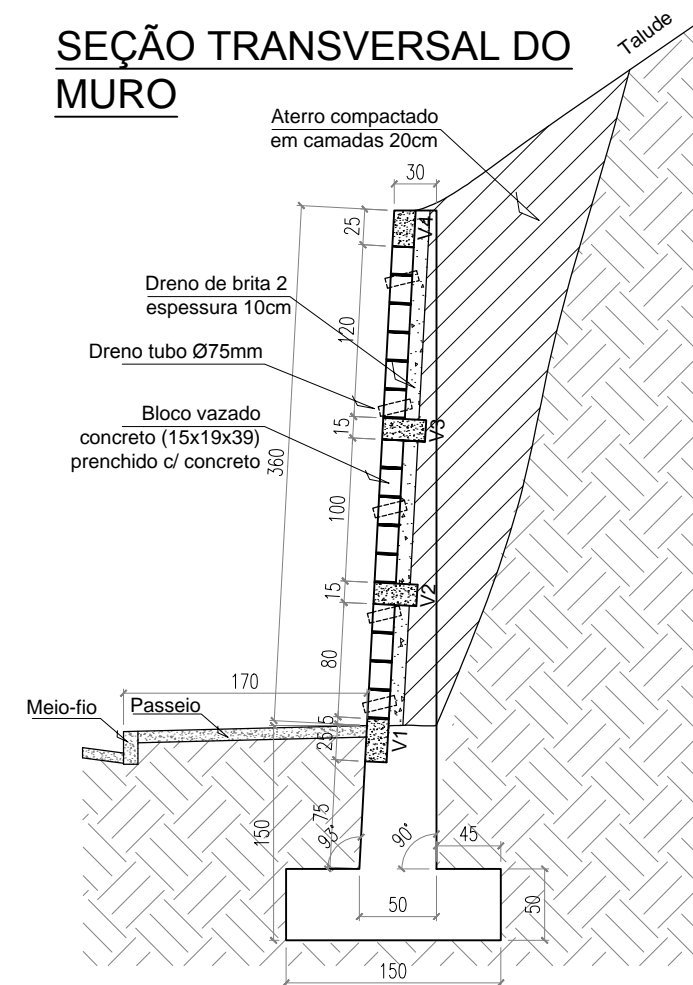 SEÇÃO TRANSVERSAL DO
MURO
Talude
Aterro compactado
em camadas 20cm
30
25
V4
Dreno de brita 2
espessura 10cm
120
Dreno tubo Ø75mm
15
V3
Bloco vazado
concreto (15x19x39)
prenchido c/ concreto
360
100
15
V2
80
170
Meio-fio
Passeio
5
25
V1
75
150
93°
90°
45
50
50
150